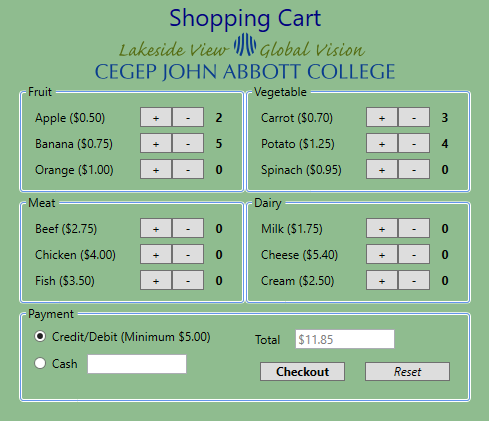 Shopping Cart
Lakeside View Global Vision
CEGEP JOHN ABBOTT COLLEGE
Fruit
Apple ($0.50) + - 2
Banana ($0.75) + - 5
Orange ($1.00) + - 0
Vegetable
Carrot ($0.70) + - 3
Potato ($1.25) + - 4
Spinach ($0.95) + - 0
Meat
Beef ($2.75) + - 0
Chicken ($4.00) + - 0
Fish ($3.50) + - 0
Dairy
Milk ($1.75) + - 0
Cheese ($5.40) + - 0
Cream ($2.50) + - 0
Payment
Credit/Debit (Minimum $5.00)
Cash
Total $11.85
Checkout Reset